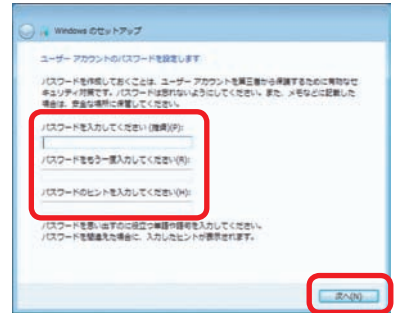 Windows のセットアップ
ユーザー アカウントのパスワードを設定します
パスワードを作成しておくことは、ユーザー アカウントを第三者から保護するために有効なセ
キュリティ対策です。パスワードは忘れないようにしてください。また、メモなどに記載した
場合は、安全な場所に保管してください。
パスワードを入力してください (推奨)(P):
パスワードをもう一度入力してください(R):
パスワードのヒントを入力してください(H):
パスワードを思い出すのに役立つ単語や語句を入力してください。
パスワードを間違えた場合に、入力したヒントが表示されます。
次へ(N)